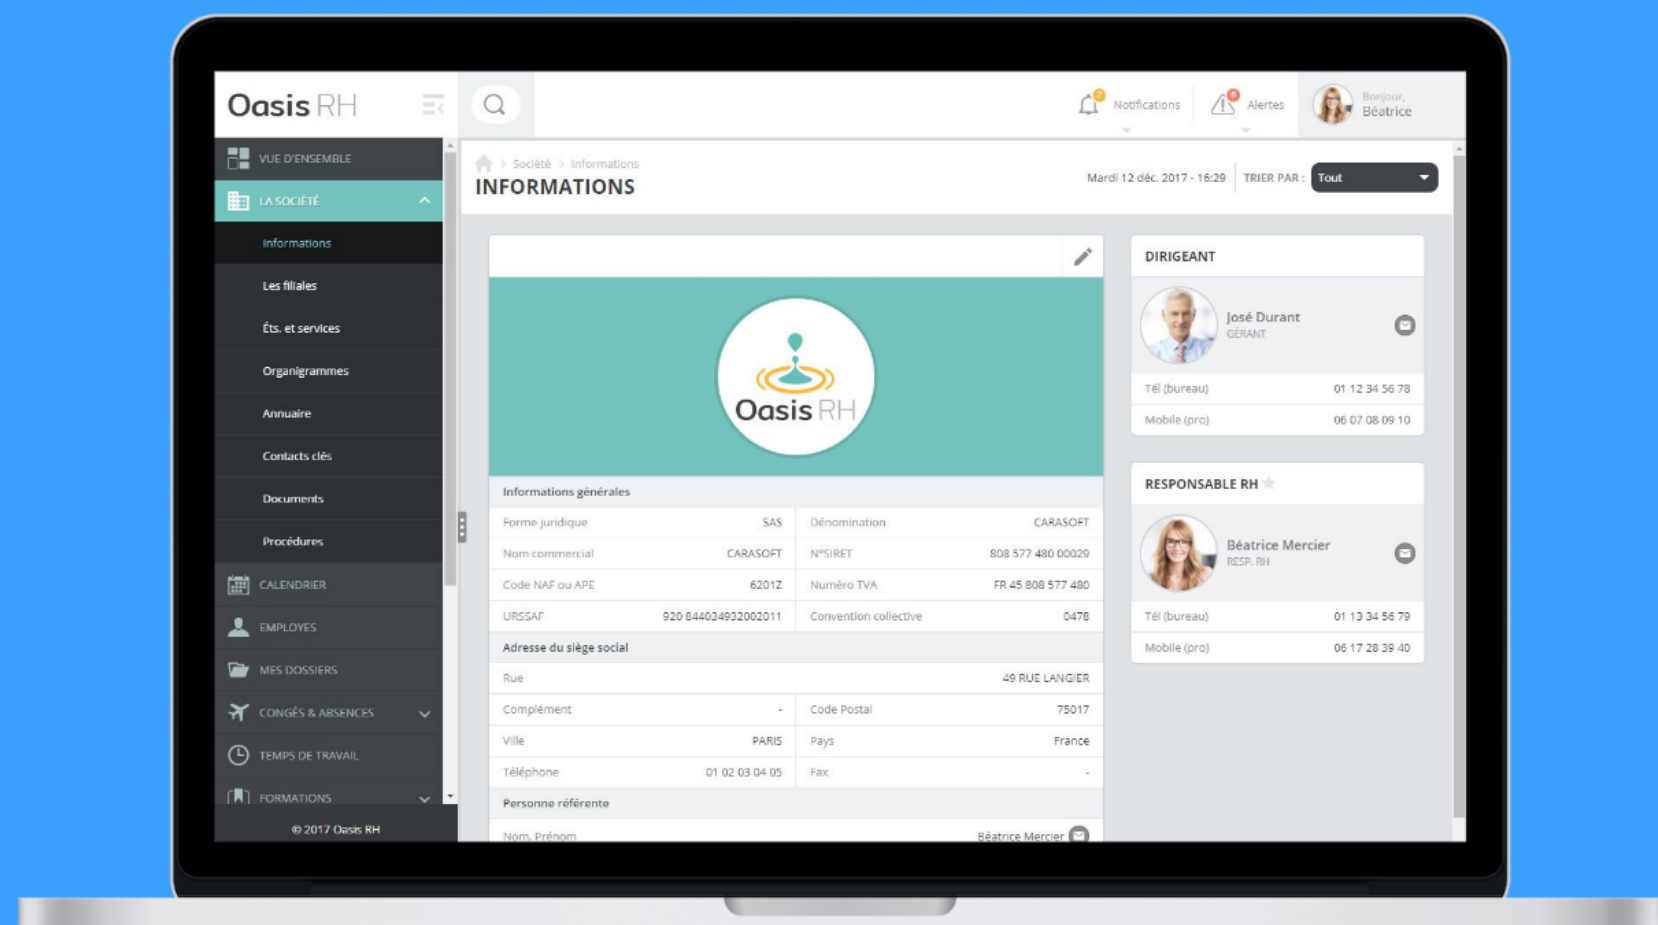 Oasis RH
2
Notifications
8
Alertes
Bonjour,
Béatrice
VUE D'ENSEMBLE
LA SOCIÉTÉ
Informations
Les filiales
Éts. et services
Organigrammes
Annuaire
Contacts clés
Documents
Procédures
CALENDRIER
EMPLOYES
MES DOSSIERS
CONGÉS & ABSENCES
TEMPS DE TRAVAIL
FORMATIONS
© 2017 Oasis RH
> Société > Informations
INFORMATIONS
Mardi 12 déc. 2017 - 16:29 TRIER PAR : Tout
Oasis RH
Informations générales
Forme juridique SAS Dénomination CARASOFT
Nom commercial CARASOFT N°SIRET 808 577 480 00029
Code NAF ou APE 6201Z Numéro TVA FR 45 808 577 480
URSSAF 920 844034932002011 Convention collective 0478
Adresse du siège social
Rue 49 RUE LANGIER
Complément - Code Postal 75017
Ville PARIS Pays France
Téléphone 01 02 03 04 05 Fax -
Personne référente
Nom, Prénom Béatrice Mercier
DIRIGEANT
José Durant
GÉRANT
Tél (bureau) 01 12 34 56 78
Mobile (pro) 06 07 08 09 10
RESPONSABLE RH
Béatrice Mercier
RESP. RH
Tél (bureau) 01 13 34 56 79
Mobile (pro) 06 17 28 39 40